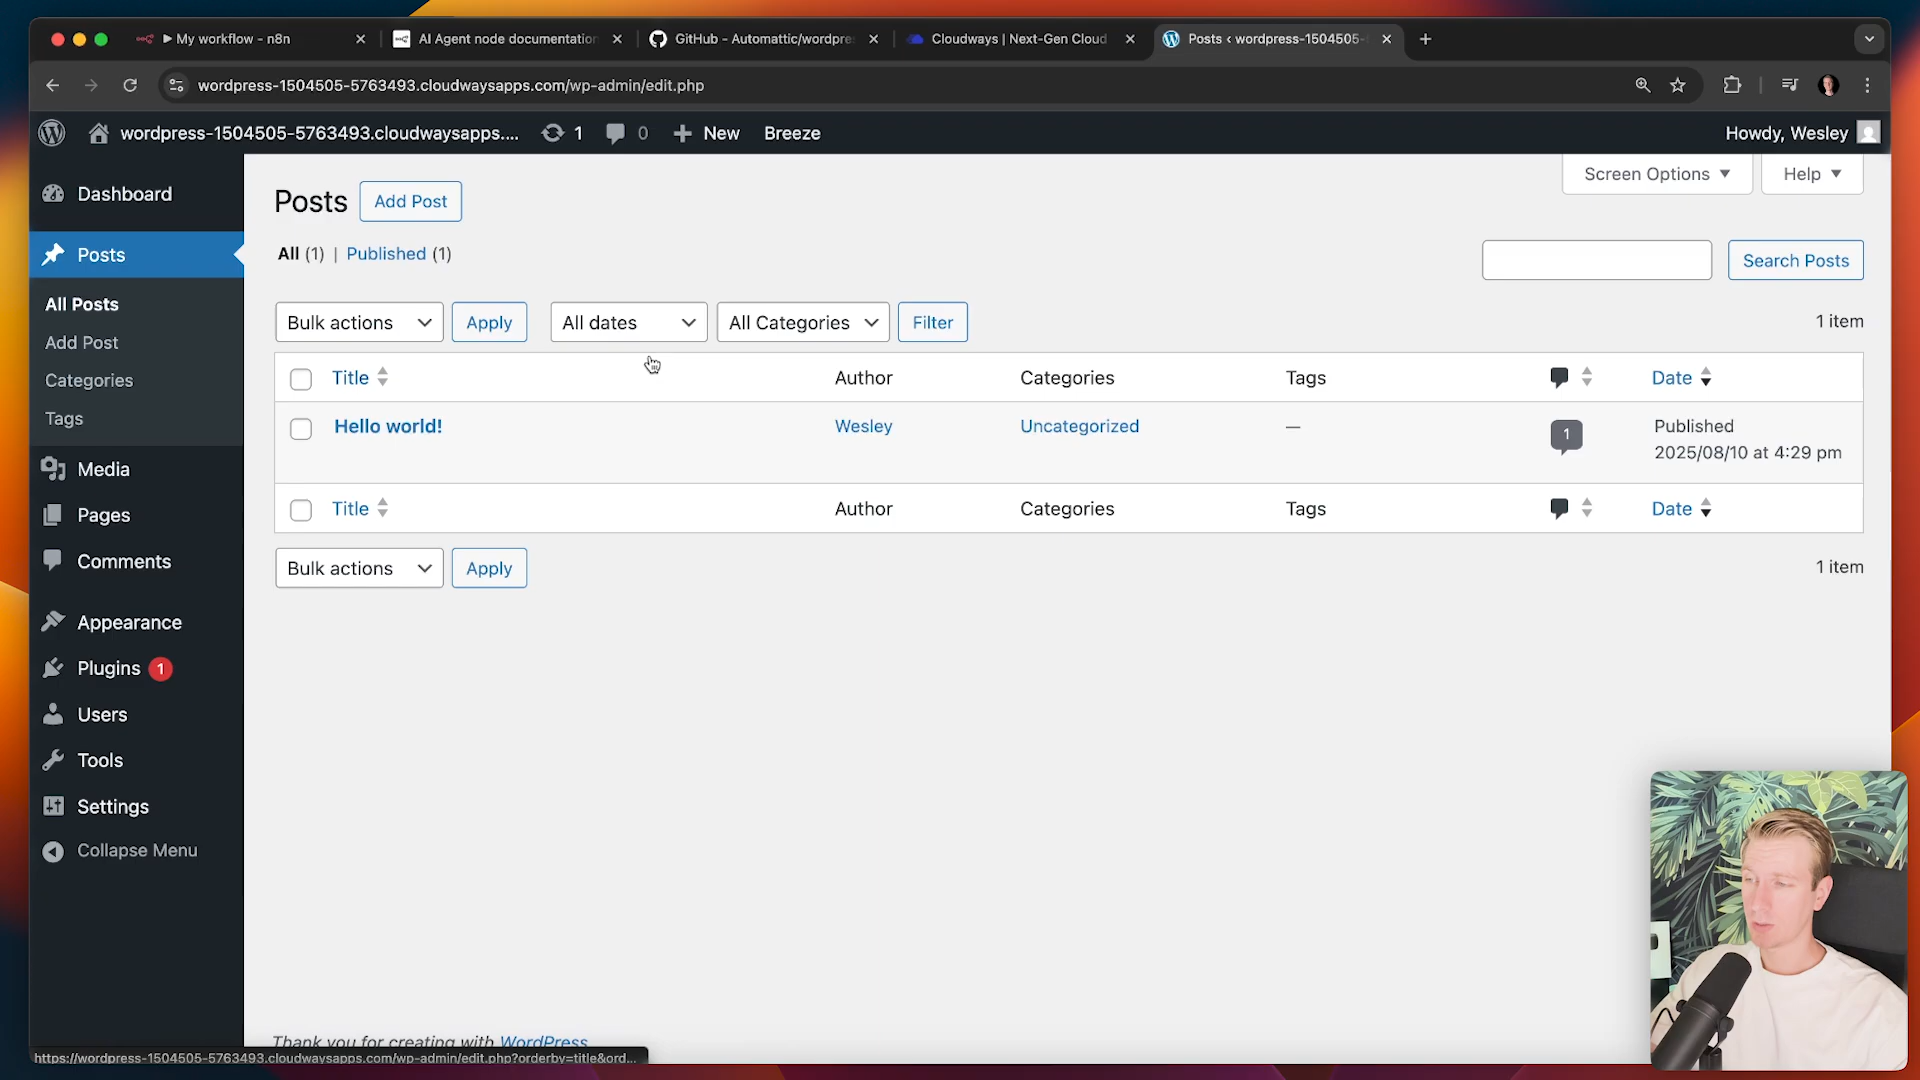 My workflow - n8n
AI Agent node documentation
GitHub - Automattic/wordpre
Cloudways | Next-Gen Cloud
Posts ‹ wordpress-1504505-
wordpress-1504505-5763493.cloudwaysapps.com/wp-admin/edit.php
wordpress-1504505-5763493.cloudwaysapps.... 1 0 New Breeze Howdy, Wesley
Screen Options Help
Dashboard
Posts
All Posts
Add Post
Categories
Tags
Media
Pages
Comments
Appearance
Plugins 1
Users
Tools
Settings
Collapse Menu
Posts Add Post
All (1) | Published (1)
Search Posts
Bulk actions Apply All dates All Categories Filter 1 item
Title Author Categories Tags Date
Hello world! Wesley Uncategorized — 1 Published
2025/08/10 at 4:29 pm
Title Author Categories Tags Date
Bulk actions Apply 1 item
Thank you for creating with WordPress
https://wordpress-1504505-5763493.cloudwaysapps.com/wp-admin/edit.php?orderby=title&ord...